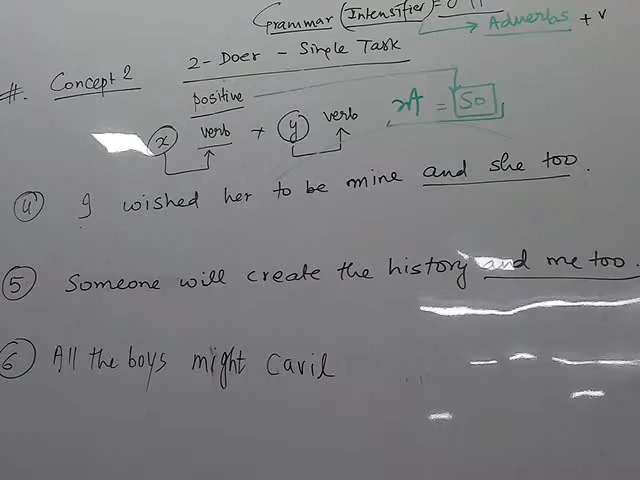 Grammar (Intensifier) =
Adverbs + v
#. Concept 2 2-Doer - Simple Task
positive
x verb + y verb भी = So
4 I wished her to be mine and she too.
5 Someone will create the history and me too.
6 All the boys might Cavil